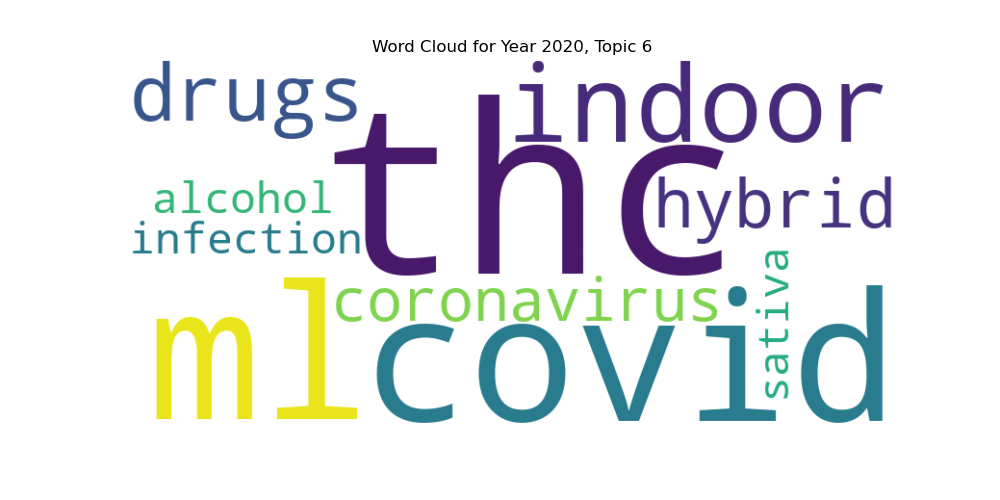 Word Cloud for Year 2020, Topic 6
drugs
indoor
thc
alcohol
hybrid
infection
coronavirus
sativa
ml
covid